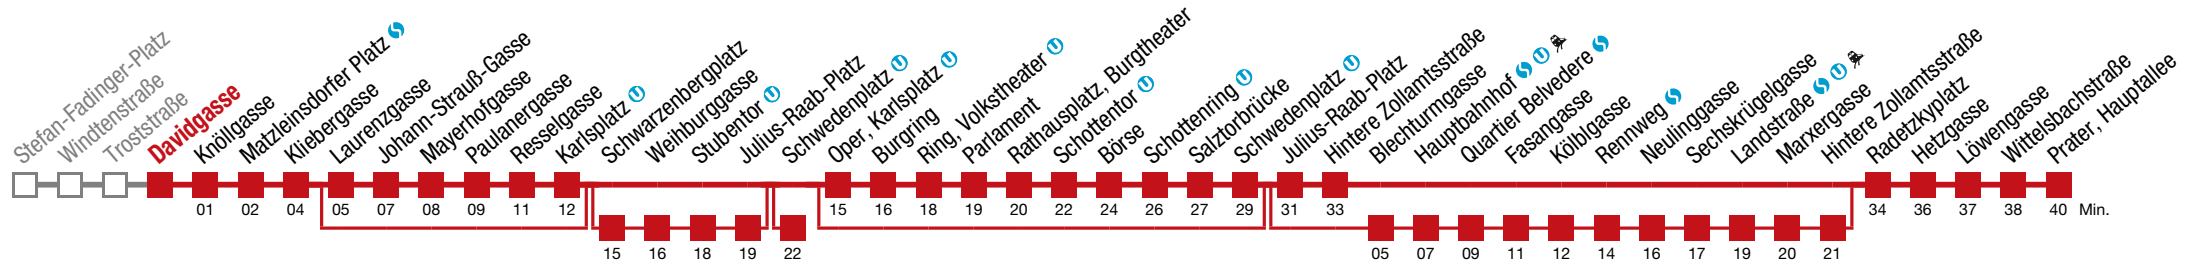 Stefan-Fadinger-Platz
Windtenstraße
Troststraße
Davidgasse
Knöllgasse
Matzleinsdorfer Platz
Kliebergasse
Laurenzgasse
Johann-Strauß-Gasse
Mayerhofgasse
Paulanergasse
Resselgasse
Karlsplatz U
Schwarzenbergplatz
Weihburggasse
Stubentor U
Julius-Raab-Platz
Schwedenplatz U
Oper, Karlsplatz U
Burgring
Ring, Volkstheater U
Parlament
Rathausplatz, Burgtheater
Schottentor U
Börse
Schottenring U
Salztorbrücke
Schwedenplatz U
Julius-Raab-Platz
Hintere Zollamtsstraße
Blechturmgasse
Hauptbahnhof S U
Quartier Belvedere S
Fasangasse
Kölblgasse
Rennweg S
Neulinggasse
Sechskrügelgasse
Landstraße S U
Marxergasse
Hintere Zollamtsstraße
Radetzkyplatz
Hetzgasse
Löwengasse
Wittelsbachstraße
Prater, Hauptallee
01 02 04 05 07 08 09 11 12 15 16 18 19 20 22 24 26 27 29 31 33 34 36 37 38 40 Min.
15 16 18 19 22 05 07 09 11 12 14 16 17 19 20 21